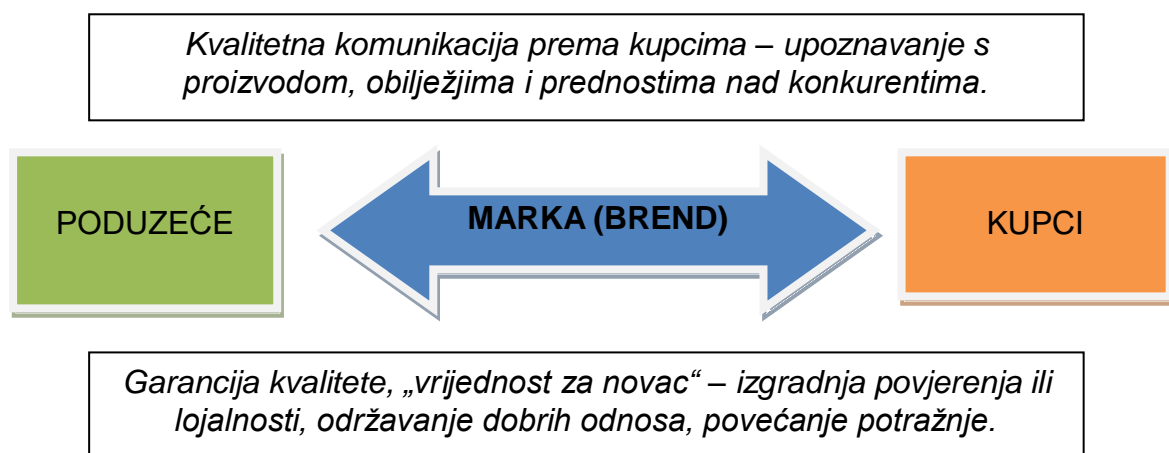 Kvalitetna komunikacija prema kupcima – upoznavanje s
proizvodom, obilježjima i prednostima nad konkurentima.
PODUZEĆE
MARKA (BREND)
KUPCI
Garancija kvalitete, „vrijednost za novac“ – izgradnja povjerenja ili
lojalnosti, održavanje dobrih odnosa, povećanje potražnje.